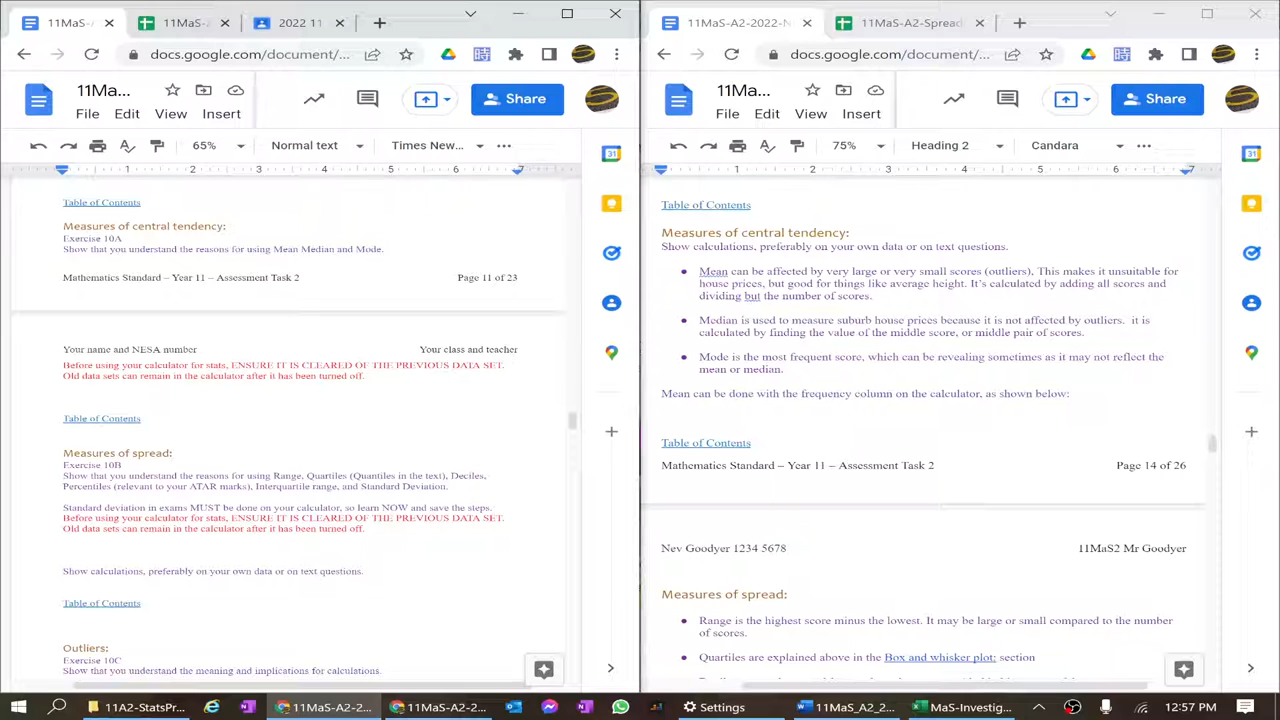 11MaS-A
11MaS-A
2022 11
11MaS-A2-2022-N
11MaS-A2-Spread
docs.google.com/document/...
docs.google.com/document/...
11Ma...
File Edit View Insert
Share
11Ma...
File Edit View Insert
Share
65% Normal text Times New... ...
75% Heading 2 Candara ...
1 2 3 4 5 6 7
1 2 3 4 5 6 7
Table of Contents
Measures of central tendency:
Exercise 10A
Show that you understand the reasons for using Mean Median and Mode.
Mathematics Standard – Year 11 – Assessment Task 2 Page 11 of 23
Your name and NESA number Your class and teacher
Before using your calculator for stats, ENSURE IT IS CLEARED OF THE PREVIOUS DATA SET.
Old data sets can remain in the calculator after it has been turned off.
Table of Contents
Measures of spread:
Exercise 10B
Show that you understand the reasons for using Range, Quartiles (Quantiles in the text), Deciles,
Percentiles (relevant to your ATAR marks), Interquartile range, and Standard Deviation.
Standard deviation in exams MUST be done on your calculator, so learn NOW and save the steps.
Before using your calculator for stats, ENSURE IT IS CLEARED OF THE PREVIOUS DATA SET.
Old data sets can remain in the calculator after it has been turned off.
Show calculations, preferably on your own data or on text questions.
Table of Contents
Outliers:
Exercise 10C
Show that you understand the meaning and implications for calculations.
Table of Contents
Measures of central tendency:
Show calculations, preferably on your own data or on text questions.
● Mean can be affected by very large or very small scores (outliers), This makes it unsuitable for
house prices, but good for things like average height. It's calculated by adding all scores and
dividing but the number of scores.
● Median is used to measure suburb house prices because it is not affected by outliers. it is
calculated by finding the value of the middle score, or middle pair of scores.
● Mode is the most frequent score, which can be revealing sometimes as it may not reflect the
mean or median.
Mean can be done with the frequency column on the calculator, as shown below:
Table of Contents
Mathematics Standard – Year 11 – Assessment Task 2 Page 14 of 26
Nev Goodyer 1234 5678 11MaS2 Mr Goodyer
Measures of spread:
● Range is the highest score minus the lowest. It may be large or small compared to the number
of scores.
● Quartiles are explained above in the Box and whisker plot: section
31
31
11A2-StatsPr...
11MaS-A2-2...
11MaS-A2-2...
Settings
11MaS_A2_2...
MaS-Investig...
12:57 PM